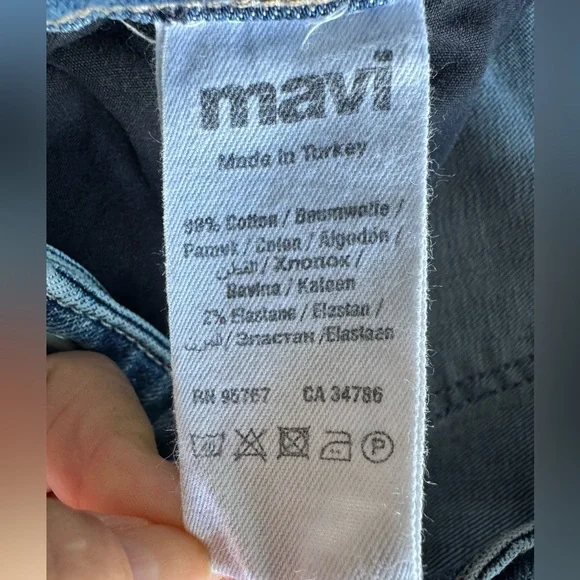 mavi
Made in Turkey
98% Cotton / Baumwolle /
Pamuk / Coton / Algodón /
القطن / Хлопок /
Bavlna / Katoen
2% Elastane / Elastan /
/ Эластан /Elastaan
RN 95767 CA 34786
P